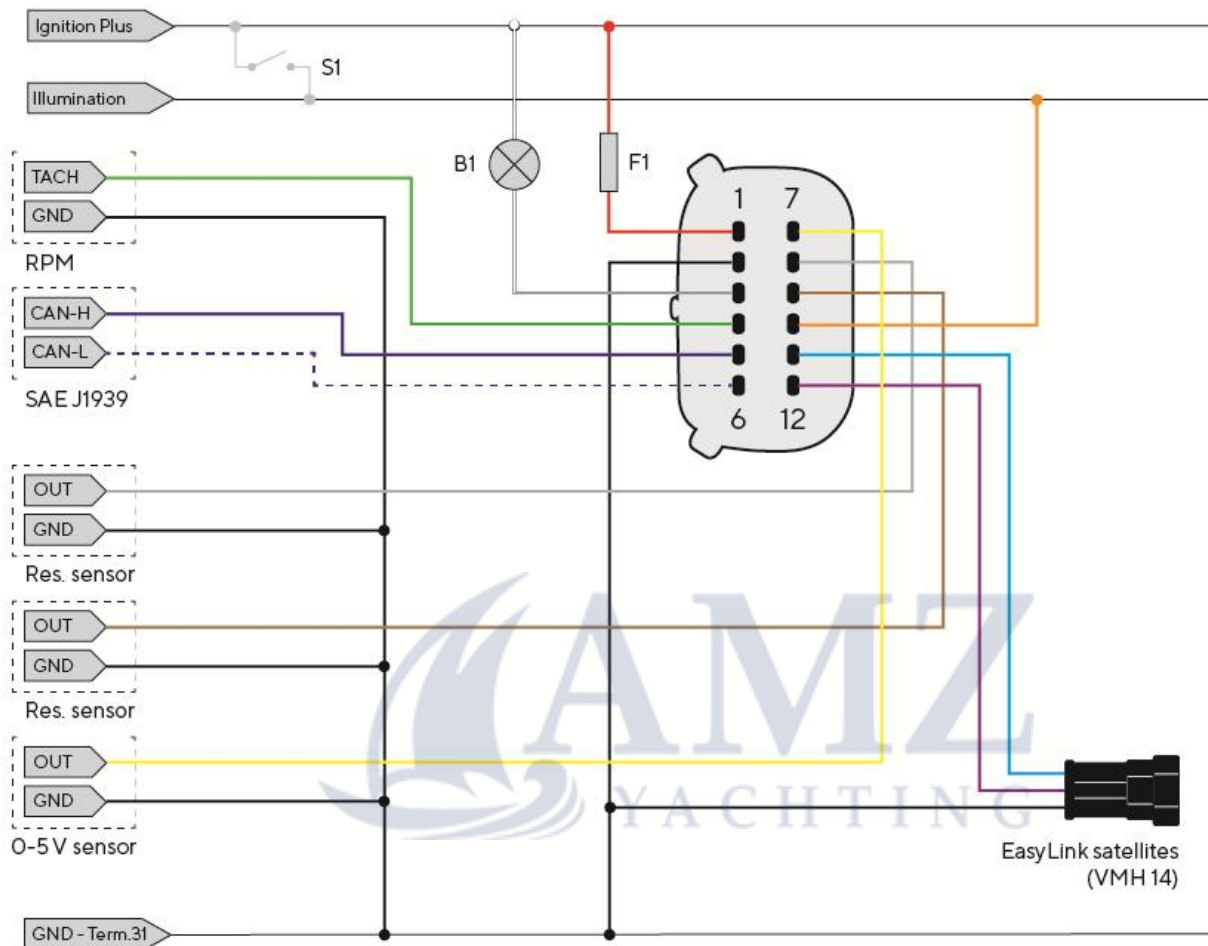 Ignition Plus
S1
Illumination
B1
F1
TACH
GND
RPM
1 7
CAN-H
CAN-L
SAE J1939
6 12
OUT
GND
Res. sensor
OUT
GND
Res. sensor
AMZ
YACHTING
OUT
GND
0-5 V sensor
EasyLink satellites
(VMH 14)
GND - Term.31